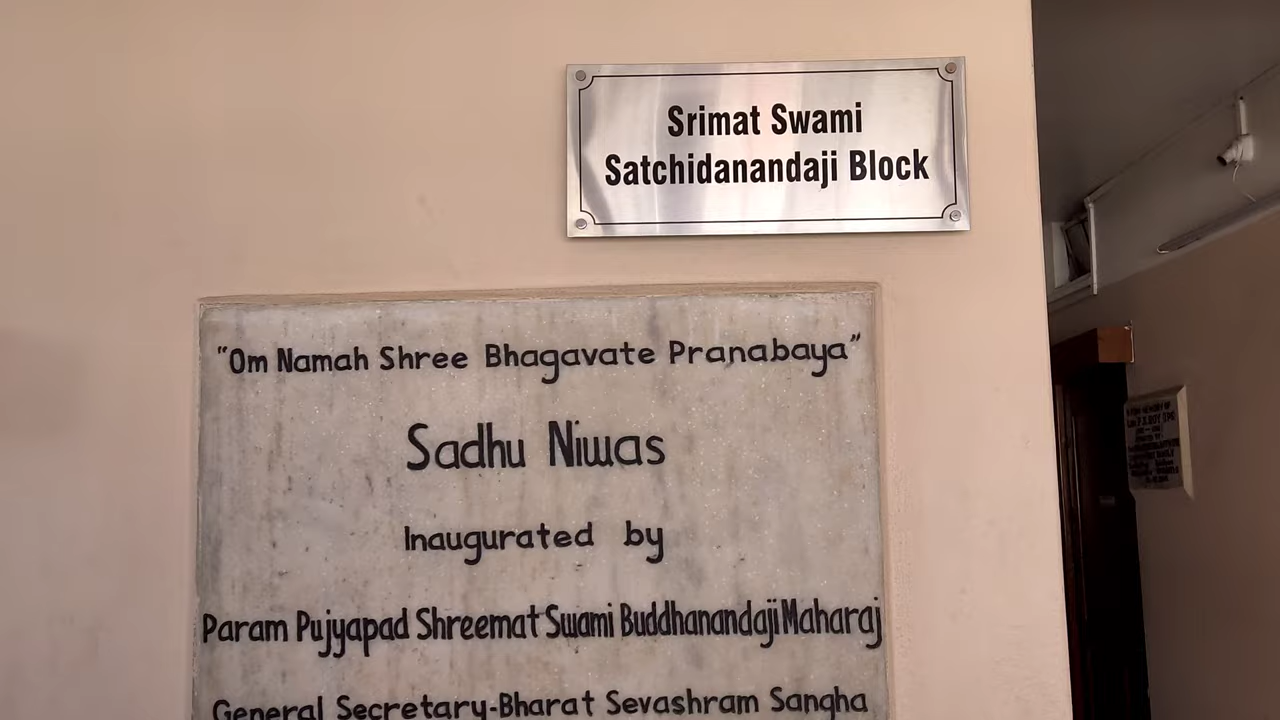 Srimat Swami
Satchidanandaji Block
"Om Namah Shree Bhagavate Pranabaya"
Sadhu Niwas
Inaugurated by
Param Pujyapad Shreemat Swami Buddhanandaji Maharaj
General Secretary-Bharat Sevashram Sangha